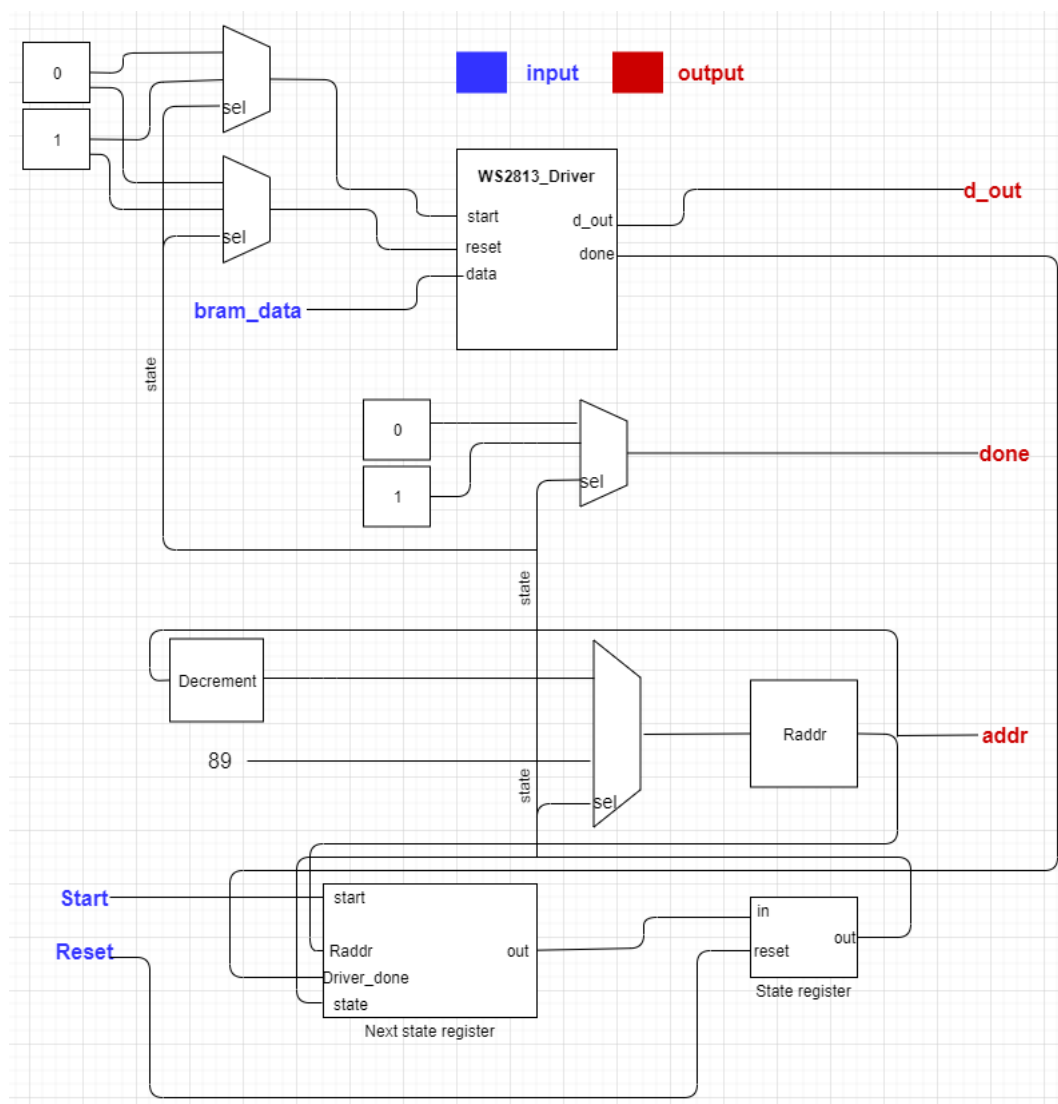 0
1
sel
sel
input
output
WS2813_Driver
start
reset
data
d_out
done
d_out
bram_data
state
0
1
sel
done
state
Decrement
89
state
sel
Raddr
addr
Start
Reset
start
Raddr
Driver_done
state
out
Next state register
in
reset
out
State register